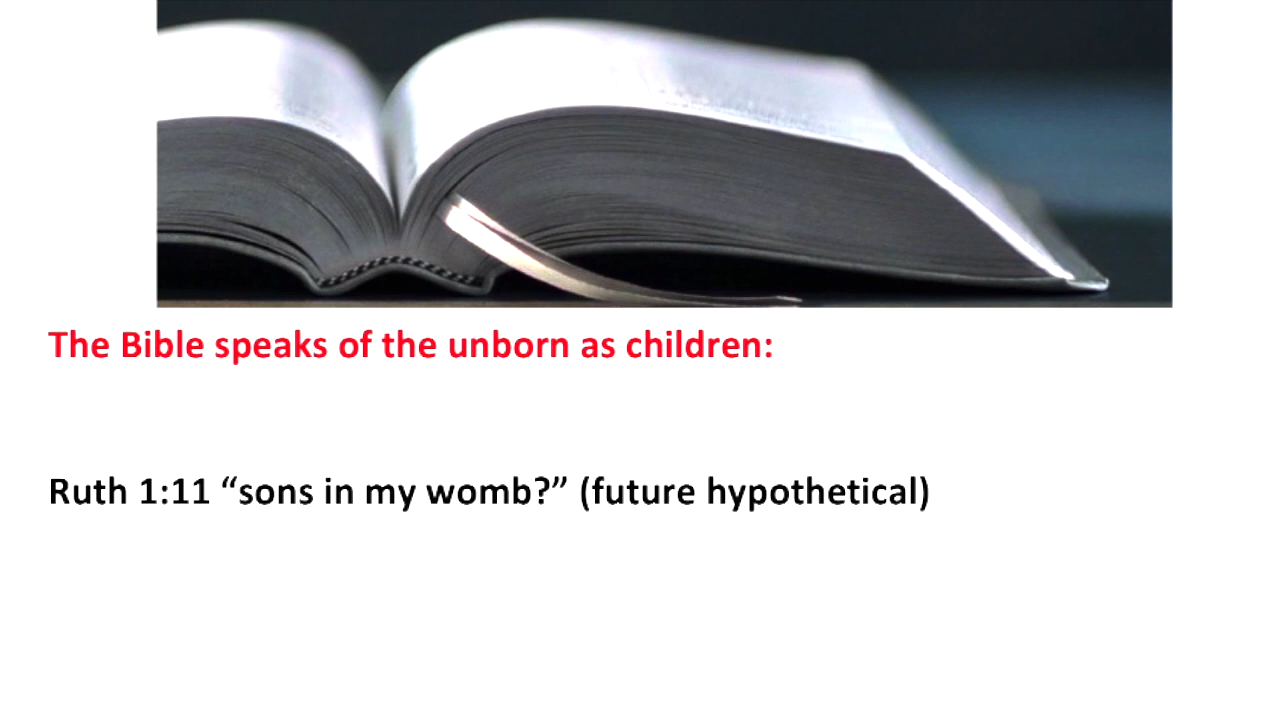 The Bible speaks of the unborn as children:
Ruth 1:11 “sons in my womb?” (future hypothetical)